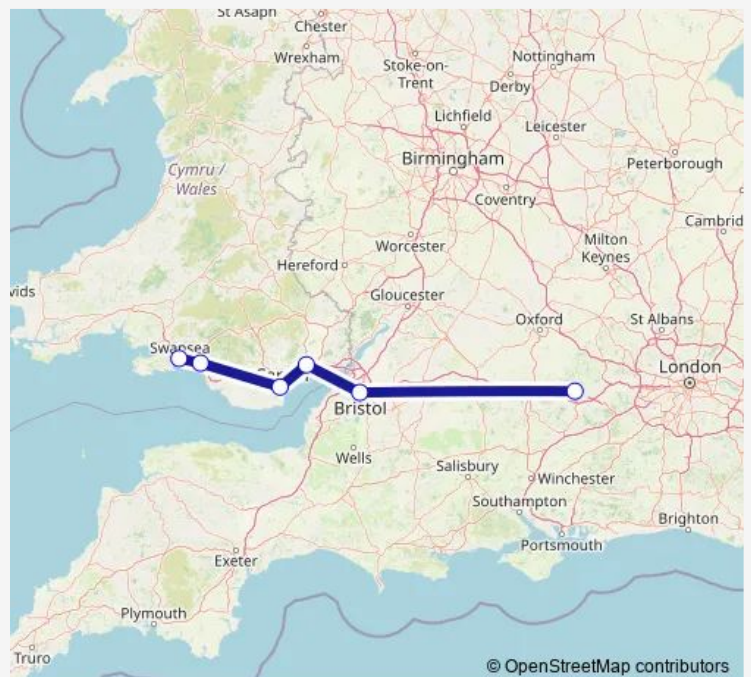 St Asaph
Chester
Wrexham
Stoke-on-
Trent
Nottingham
Derby
Lichfield
Leicester
Birmingham
Peterborough
Cymru /
Wales
Coventry
Cambrid
Worcester
Milton
Keynes
Hereford
vids
Gloucester
Oxford
St Albans
Swansea
London
Bristol
Wells
Salisbury
Winchester
Southampton
Brighton
Portsmouth
Exeter
Plymouth
Truro
© OpenStreetMap contributors